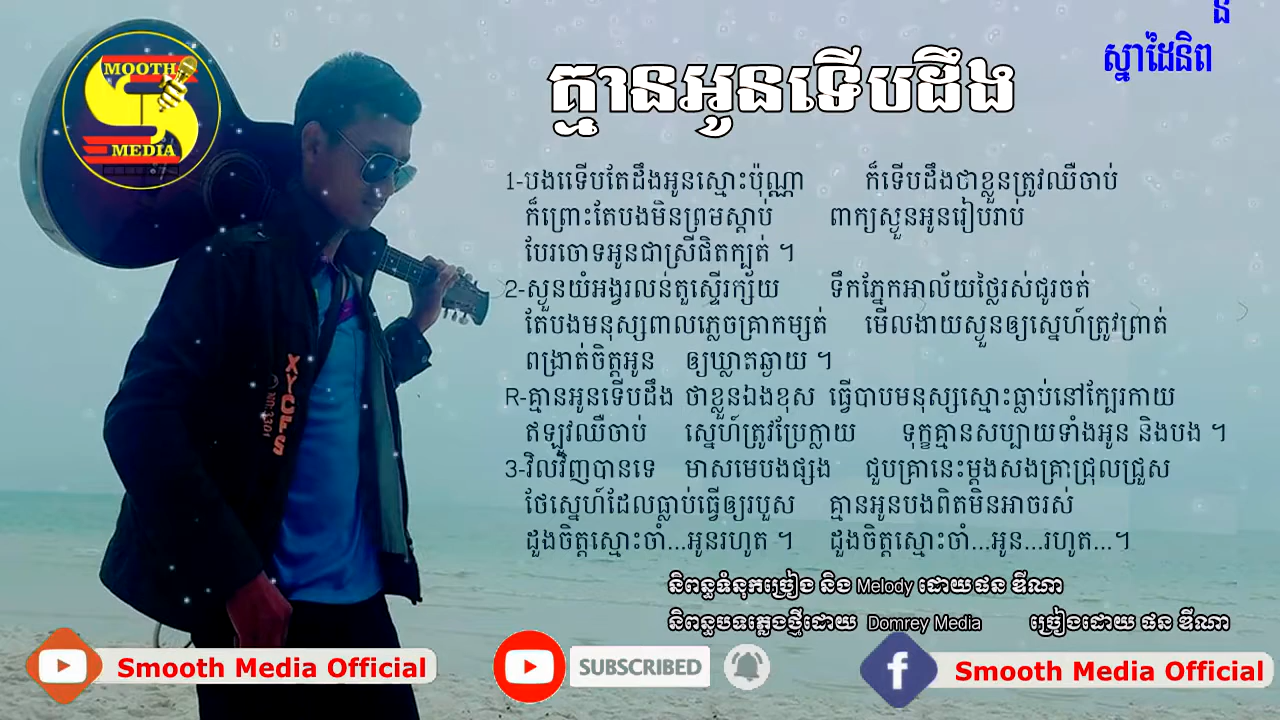 MOOTH
MEDIA
ន
ស្នាដៃនិព
គ្មានអូនទើបដឹង
1-បងទើបតែដឹងអូនស្មោះប៉ុណ្ណា ក៏ទើបដឹងថាខ្លួនត្រូវឈឺចាប់
ក៏ព្រោះតែបងមិនព្រមស្ដាប់ ពាក្យស្ងួនអូនរៀបរាប់
បែរចោទអូនជាស្រីផិតក្បត់ ។
2-ស្ងួនយំអង្វរលន់តួស្ទើរក្ស័យ ទឹកភ្នែកអាល័យថ្លៃរស់ជូរចត់
តែបងមនុស្សពាលភ្លេចគ្រាកម្សត់ មើលងាយស្ងួនឲ្យស្នេហ៍ត្រូវព្រាត់
ពង្រាត់ចិត្តអូន ឲ្យឃ្លាតឆ្ងាយ ។
R-គ្មានអូនទើបដឹង ថាខ្លួនឯងខុស ធ្វើបាបមនុស្សស្មោះធ្លាប់នៅក្បែរកាយ
ឥឡូវឈឺចាប់ ស្នេហ៍ត្រូវប្រែក្លាយ ទុក្ខគ្មានសប្បាយទាំងអូន និងបង ។
3-វិលវិញបានទេ មាសមេបងផ្សង ជួបគ្រានេះម្ដងសងគ្រាជ្រុលជ្រួស
ថែស្នេហ៍ដែលធ្លាប់ធ្វើឲ្យរបួស គ្មានអូនបងពិតមិនអាចរស់
ដួងចិត្តស្មោះចាំ...អូនរហូត ។ ដួងចិត្តស្មោះចាំ...អូន...រហូត...។
និពន្ធទំនុកច្រៀង និង Melody ដោយ ផន ឌីណា
និពន្ធបទភ្លេងថ្មីដោយ Domrey Media ច្រៀងដោយ ផន ឌីណា
XYCFS
NO:3301
Smooth Media Official
SUBSCRIBED
f
Smooth Media Official